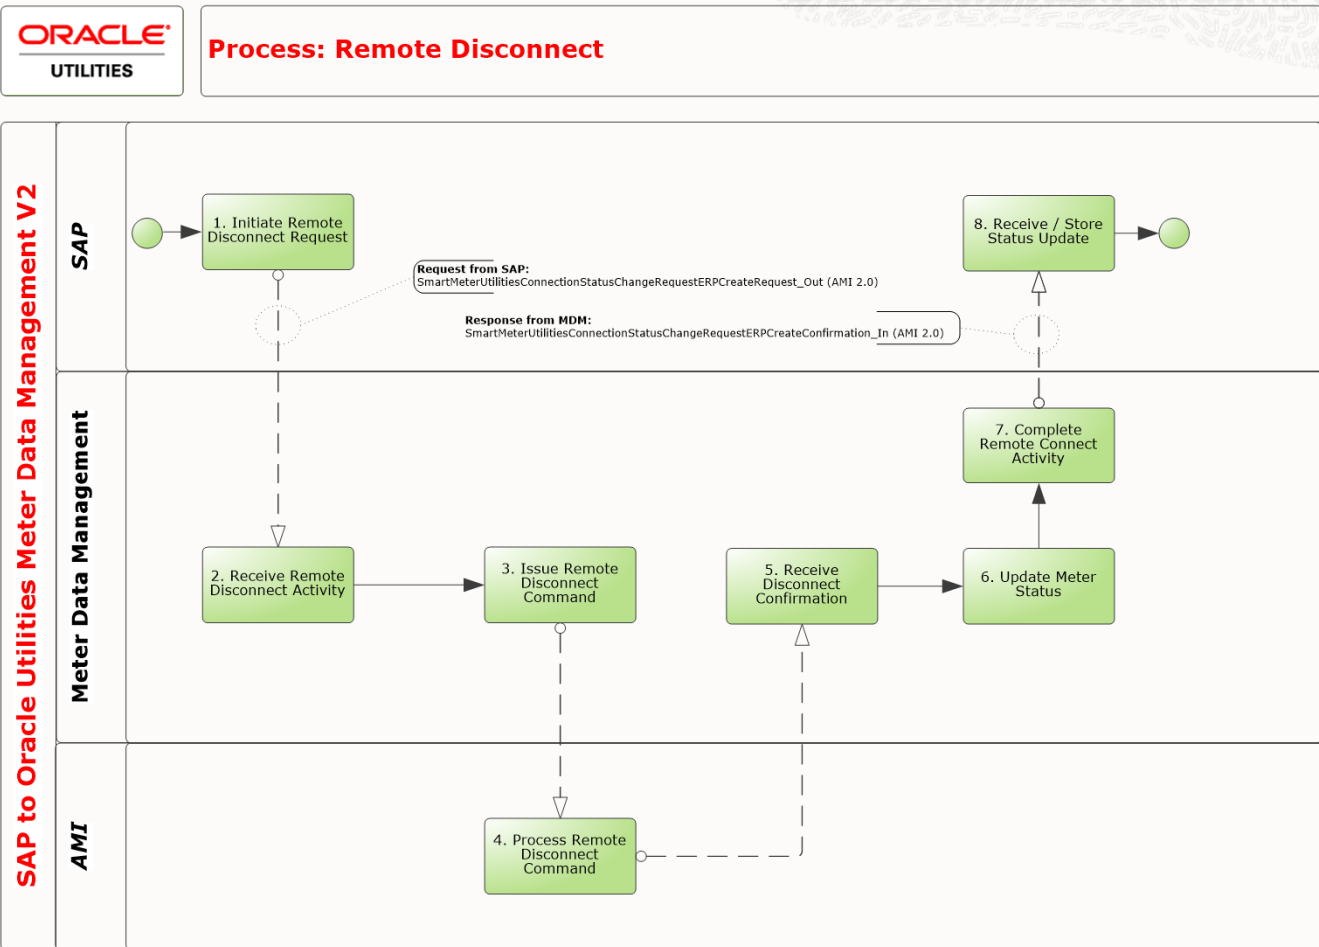 ORACLE
UTILITIES
Process: Remote Disconnect
SAP to Oracle Utilities Meter Data Management V2
SAP
1. Initiate Remote
Disconnect Request
Request from SAP:
SmartMeterUtilitiesConnectionStatusChangeRequestERPCreateRequest_Out (AMI 2.0)
Response from MDM:
SmartMeterUtilitiesConnectionStatusChangeRequestERPCreateConfirmation_In (AMI 2.0)
8. Receive / Store
Status Update
Meter Data Management
2. Receive Remote
Disconnect Activity
3. Issue Remote
Disconnect
Command
5. Receive
Disconnect
Confirmation
6. Update Meter
Status
7. Complete
Remote Connect
Activity
AMI
4. Process Remote
Disconnect
Command